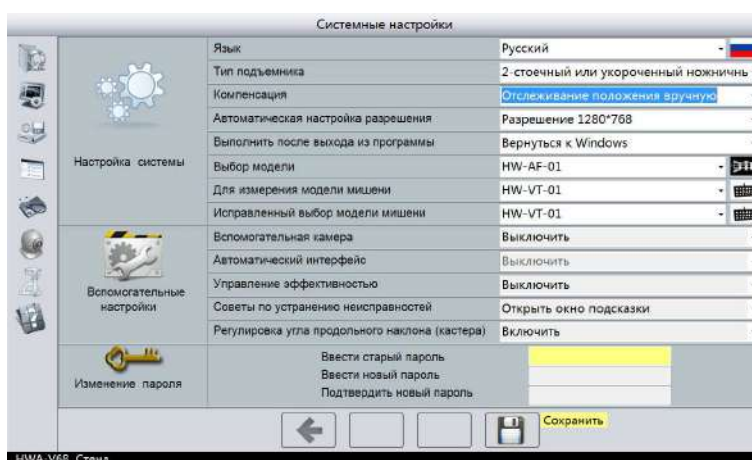 Системные настройки
Язык Русский
Тип подъемника 2-стоечный или укороченный ножничнь
Компенсация Отслеживание положения вручную
Автоматическая настройка разрешения Разрешение 1280*768
Выполнить после выхода из программы Вернуться к Windows
Настройка системы
Выбор модели HW-AF-01
Для измерения модели мишени HW-VT-01
Исправленный выбор модели мишени HW-VT-01
Вспомогательная камера Выключить
Автоматический интерфейс Выключить
Вспомогательные настройки
Управление эффективностью Выключить
Советы по устранению неисправностей Открыть окно подсказки
Регулировка угла продольного наклона (кастера) Включить
Изменение пароля
Ввести старый пароль
Ввести новый пароль
Подтвердить новый пароль
Сохранить
HWA-V68 Стенд